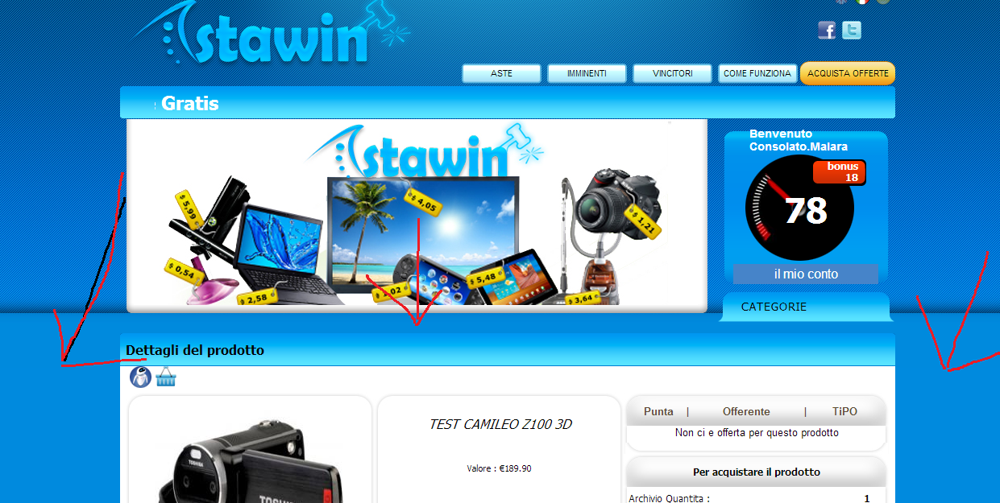 Astawin
ASTE
IMMINENTI
VINCITORI
COME FUNZIONA
ACQUISTA OFFERTE
Gratis
Benvenuto
Consolato.Malara
bonus
18
78
il mio conto
CATEGORIE
Astawin
$ 5,99
$ 4,05
$ 1,21
$ 0,54
$ 2,58
5,48
$ 3,64
Dettagli del prodotto
TEST CAMILEO Z100 3D
Valore : €189.90
TOSHIBA
Punta | Offerente | TiPO
Non ci e offerta per questo prodotto
Per acquistare il prodotto
Archivio Quantita : 1